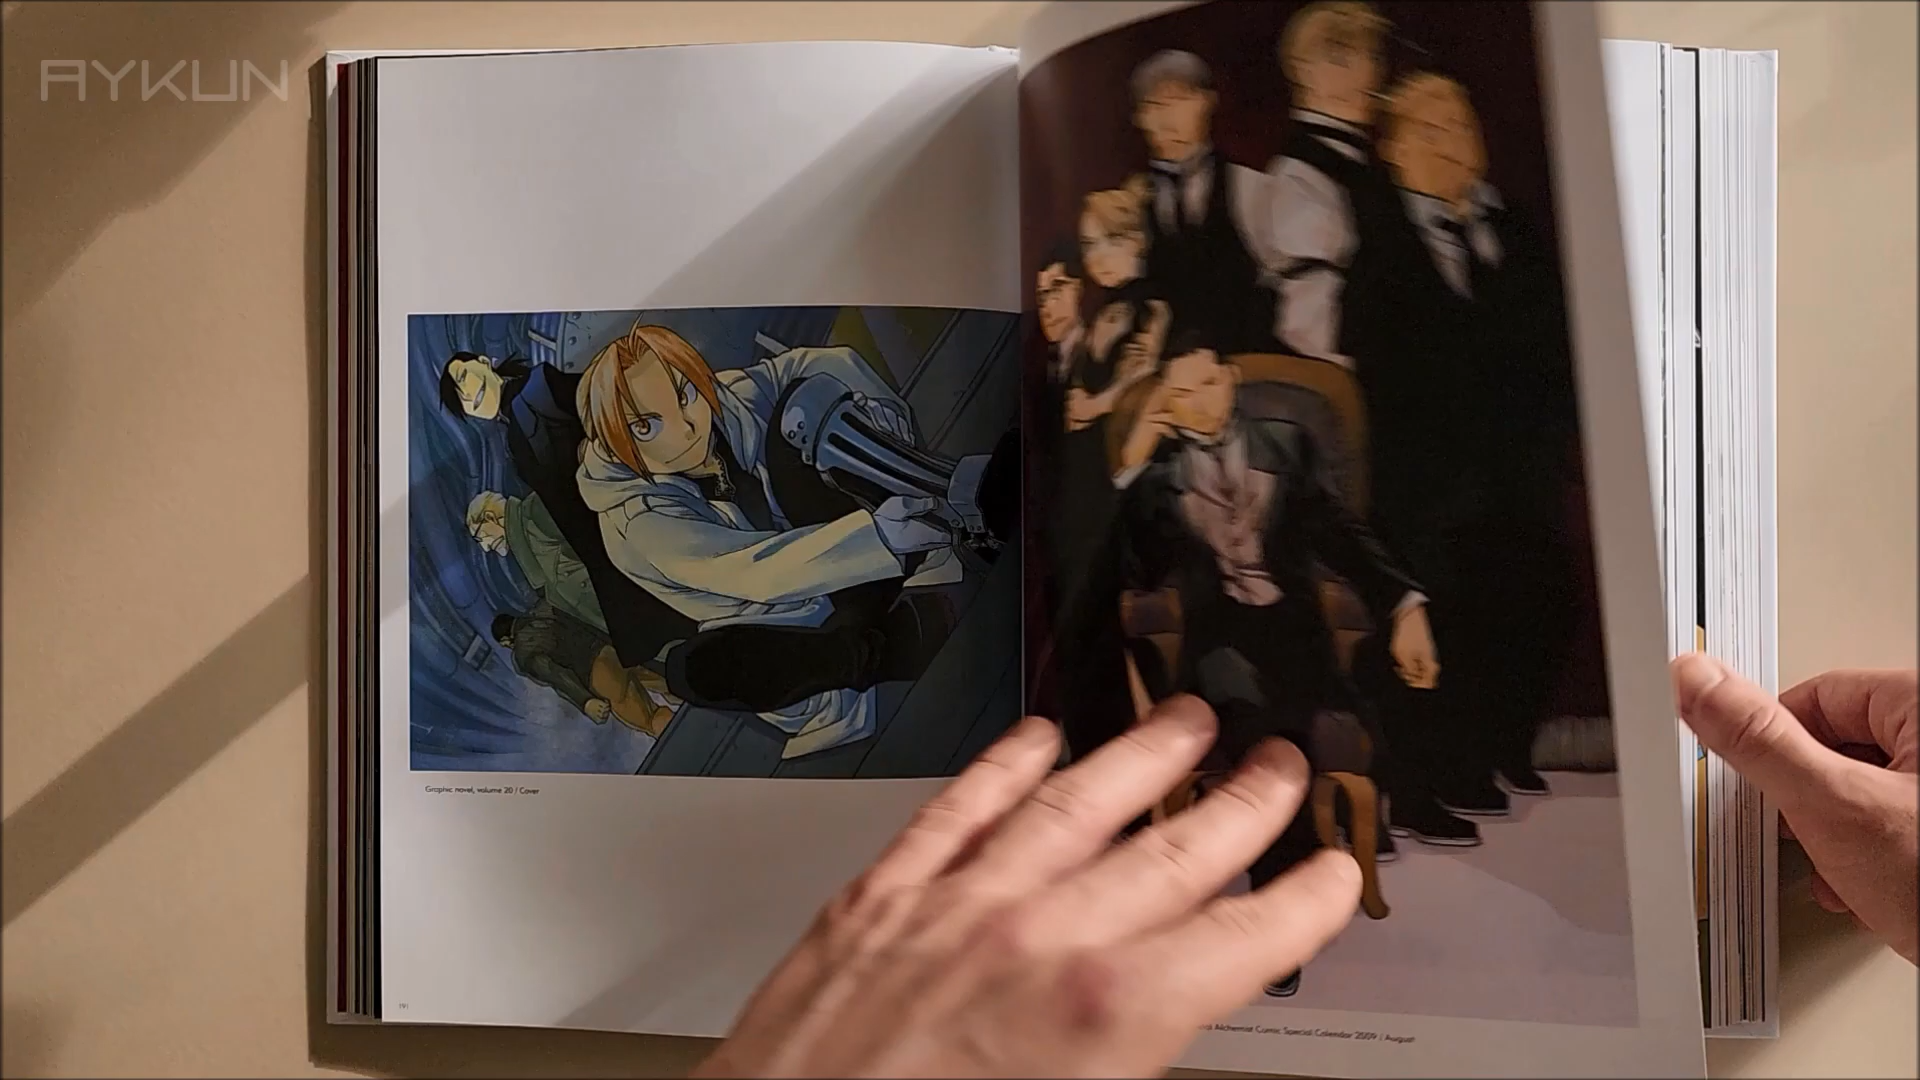 AYKUN
Graphic novel, volume 20 / Cover
191
Alchemist Comic Special Calendar 2009 / August